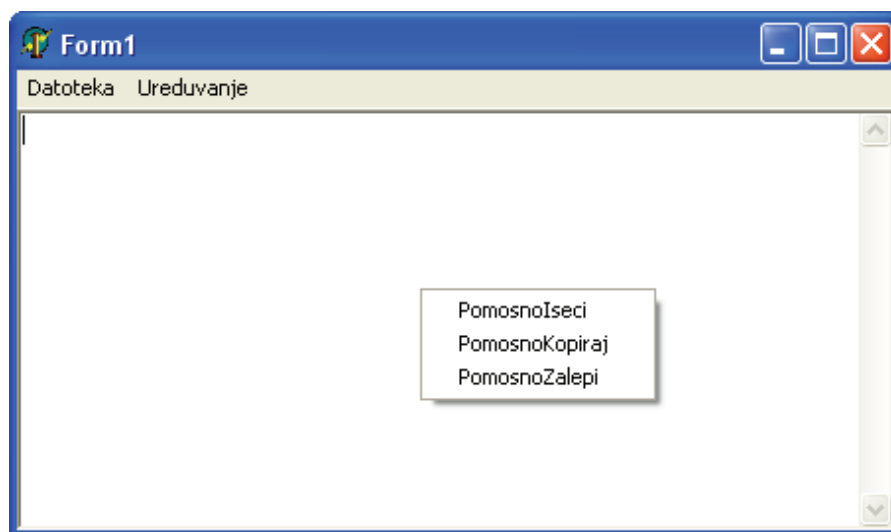 Form1
Datoteka Ureduvanje
PomosnoIseci
PomosnoKopiraj
PomosnoZalepi